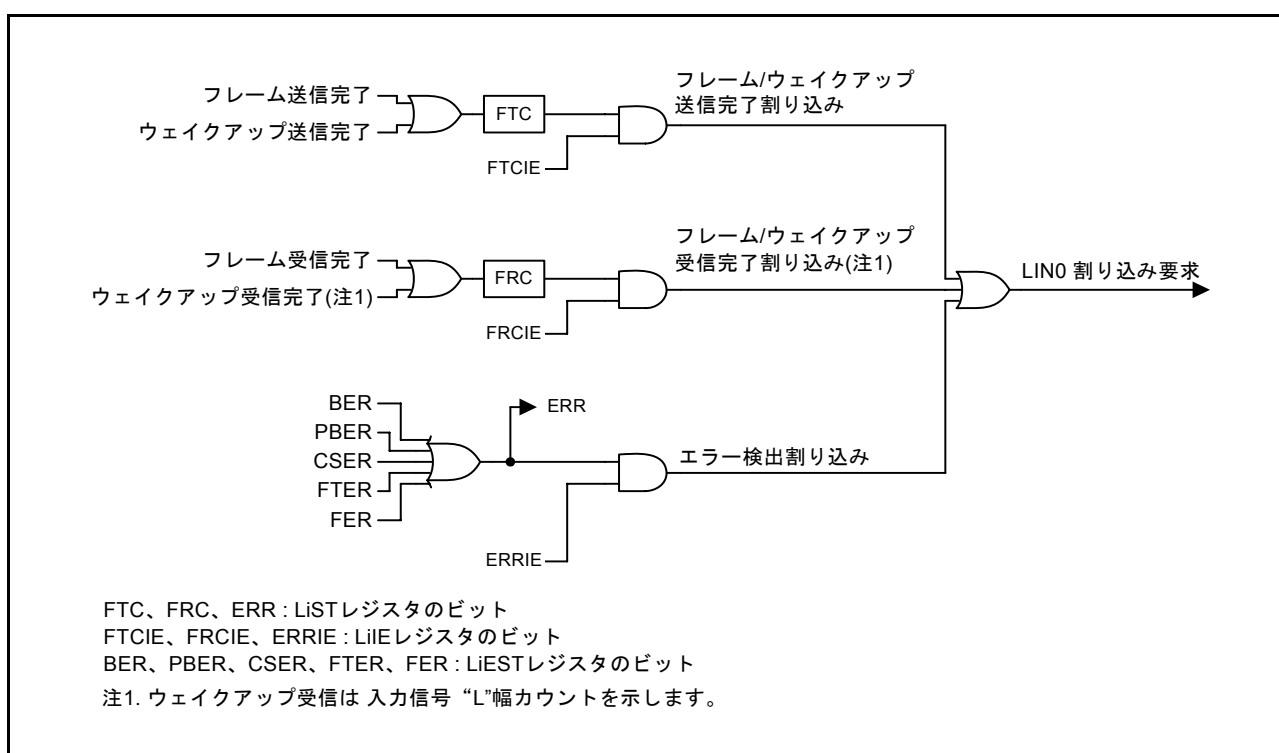 フレーム送信完了
ウェイクアップ送信完了
FTC
FTCIE
フレーム/ウェイクアップ
送信完了割り込み
フレーム受信完了
ウェイクアップ受信完了(注1)
FRC
FRCIE
フレーム/ウェイクアップ
受信完了割り込み(注1)
LIN0 割り込み要求
BER
PBER
CSER
FTER
FER
ERR
ERRIE
エラー検出割り込み
FTC、FRC、ERR : LiSTレジスタのビット
FTCIE、FRCIE、ERRIE : LiIEレジスタのビット
BER、PBER、CSER、FTER、FER : LiESTレジスタのビット
注1. ウェイクアップ受信は 入力信号 “L”幅カウントを示します。